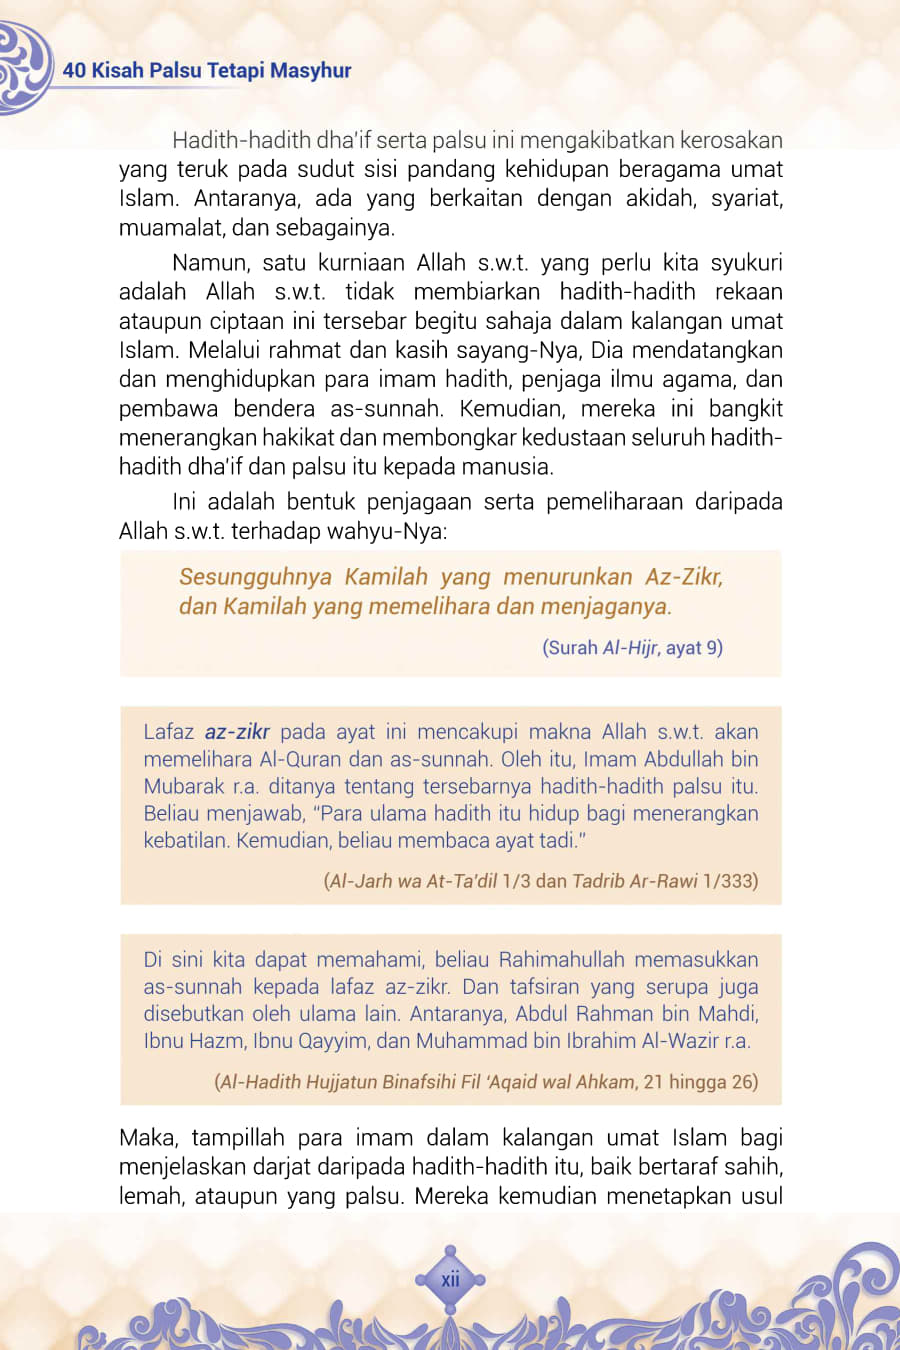 40 Kisah Palsu Tetapi Masyhur
Hadith-hadith dha'if serta palsu ini mengakibatkan kerosakan
yang teruk pada sudut sisi pandang kehidupan beragama umat
Islam. Antaranya, ada yang berkaitan dengan akidah, syariat,
muamalat, dan sebagainya.
Namun, satu kurniaan Allah s.w.t. yang perlu kita syukuri
adalah Allah s.w.t. tidak membiarkan hadith-hadith rekaan
ataupun ciptaan ini tersebar begitu sahaja dalam kalangan umat
Islam. Melalui rahmat dan kasih sayang-Nya, Dia mendatangkan
dan menghidupkan para imam hadith, penjaga ilmu agama, dan
pembawa bendera as-sunnah. Kemudian, mereka ini bangkit
menerangkan hakikat dan membongkar kedustaan seluruh hadith-
hadith dha'if dan palsu itu kepada manusia.
Ini adalah bentuk penjagaan serta pemeliharaan daripada
Allah s.w.t. terhadap wahyu-Nya:
Sesungguhnya Kamilah yang menurunkan Az-Zikr,
dan Kamilah yang memelihara dan menjaganya.
(Surah Al-Hijr, ayat 9)
Lafaz az-zikr pada ayat ini mencakupi makna Allah s.w.t. akan
memelihara Al-Quran dan as-sunnah. Oleh itu, Imam Abdullah bin
Mubarak r.a. ditanya tentang tersebarnya hadith-hadith palsu itu.
Beliau menjawab, "Para ulama hadith itu hidup bagi menerangkan
kebatilan. Kemudian, beliau membaca ayat tadi."
(Al-Jarh wa At-Ta'dil 1/3 dan Tadrib Ar-Rawi 1/333)
Di sini kita dapat memahami, beliau Rahimahullah memasukkan
as-sunnah kepada lafaz az-zikr. Dan tafsiran yang serupa juga
disebutkan oleh ulama lain. Antaranya, Abdul Rahman bin Mahdi,
Ibnu Hazm, Ibnu Qayyim, dan Muhammad bin Ibrahim Al-Wazir r.a.
(Al-Hadith Hujjatun Binafsihi Fil 'Aqaid wal Ahkam, 21 hingga 26)
Maka, tampillah para imam dalam kalangan umat Islam bagi
menjelaskan darjat daripada hadith-hadith itu, baik bertaraf sahih,
lemah, ataupun yang palsu. Mereka kemudian menetapkan usul
xii